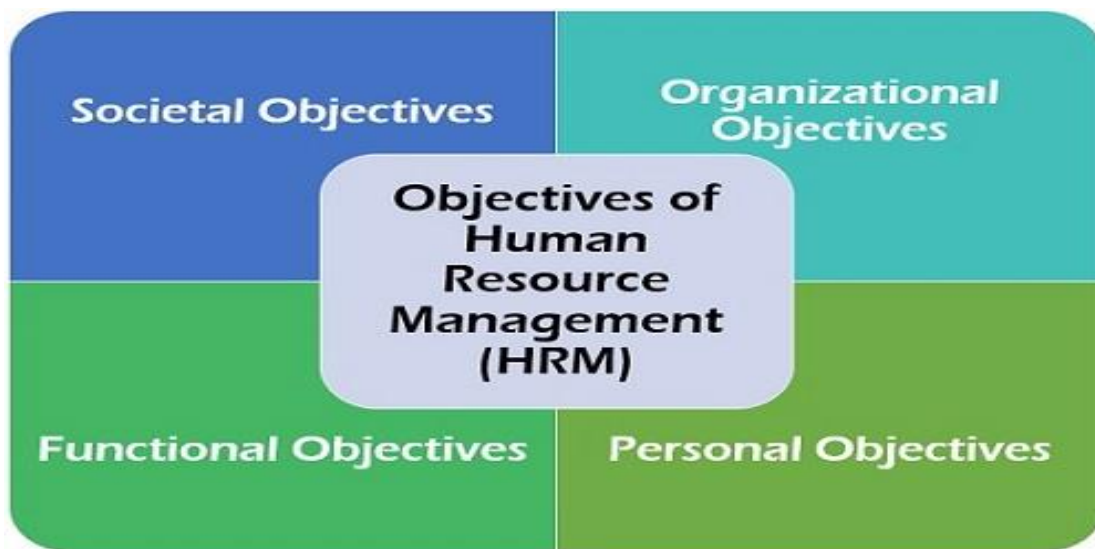 Societal Objectives
Organizational
Objectives
Objectives of
Human
Resource
Management
(HRM)
Functional Objectives
Personal Objectives